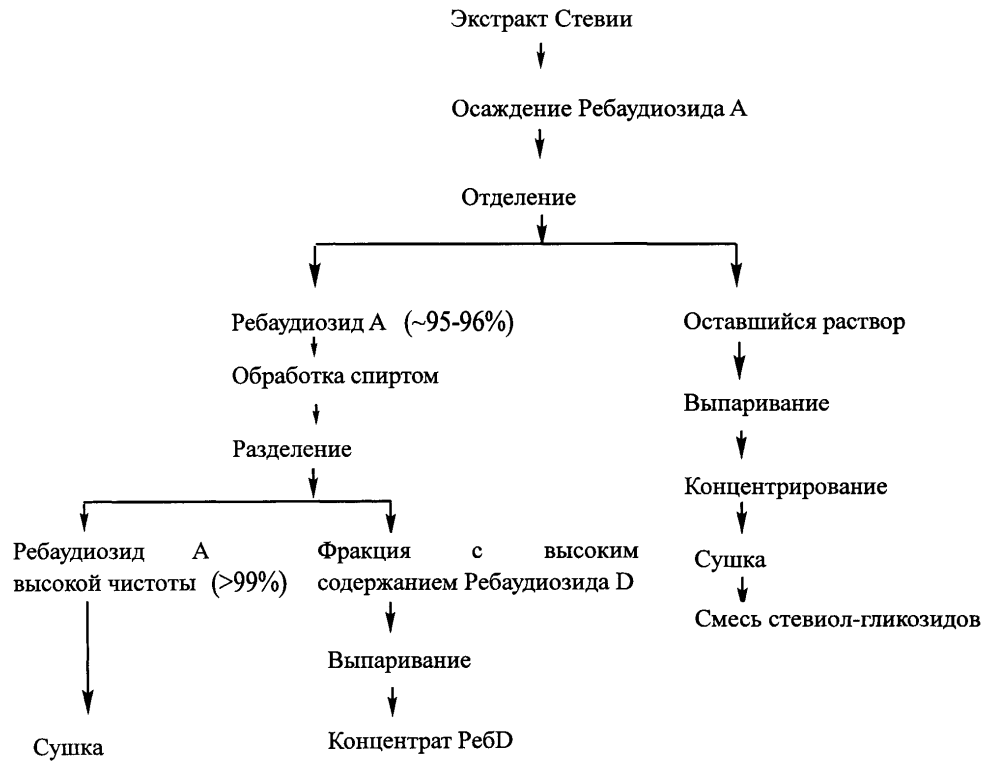 Экстракт Стевии
Осаждение Ребаудиозида А
Отделение
Ребаудиозид А (~95-96%)
Оставшийся раствор
Обработка спиртом
Выпаривание
Разделение
Концентрирование
Ребаудиозид А
высокой чистоты (>99%)
Фракция с высоким
содержанием Ребаудиозида D
Сушка
Смесь стевиол-гликозидов
Выпаривание
Сушка
Концентрат РебD